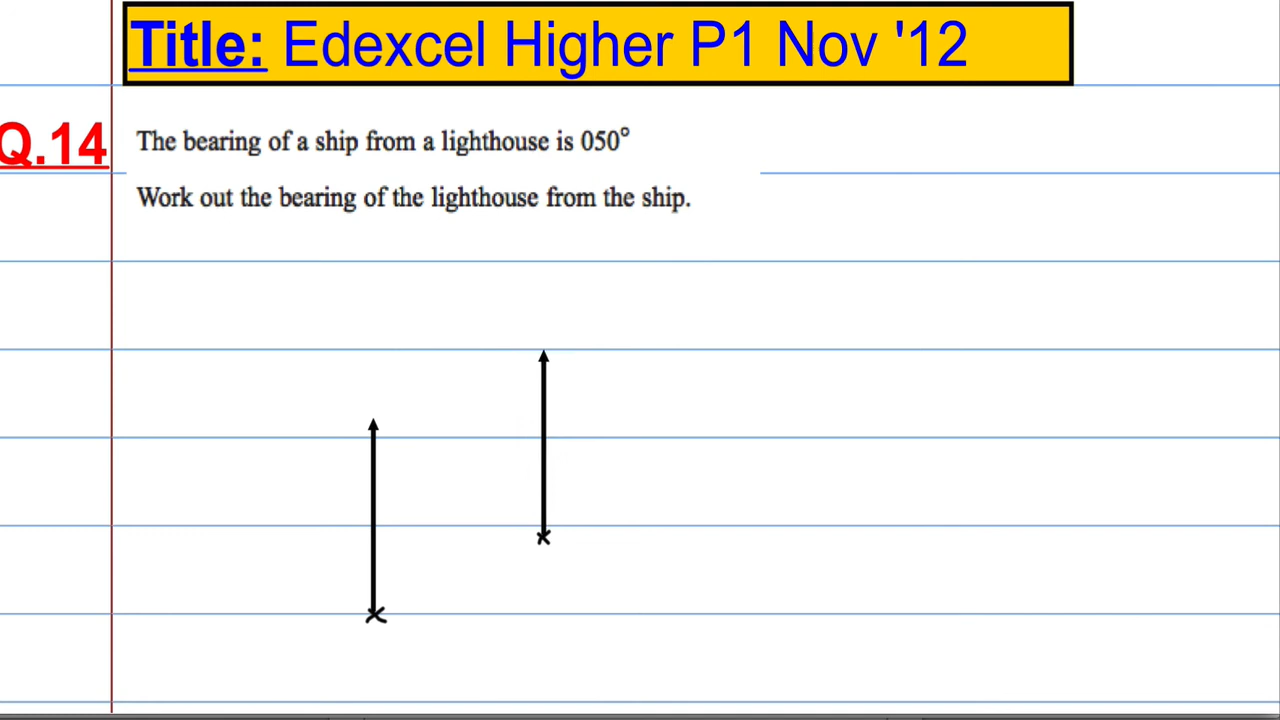 Title: Edexcel Higher P1 Nov '12
Q.14
The bearing of a ship from a lighthouse is 050°
Work out the bearing of the lighthouse from the ship.